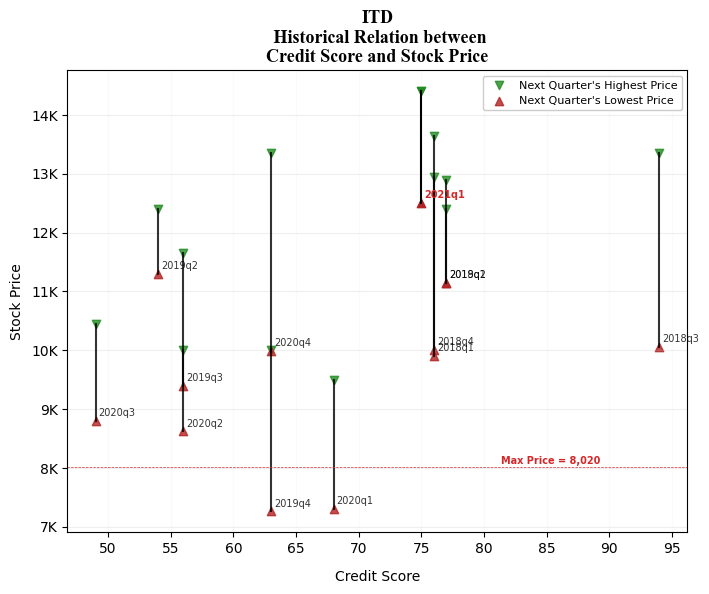 ITD
Historical Relation between
Credit Score and Stock Price
Next Quarter's Highest Price
Next Quarter's Lowest Price
Stock Price
14K
13K
12K
11K
10K
9K
8K
7K
2021q1
2019q2
2018q3
2020q4
2018q4
2018q1
2019q3
2020q3
2020q2
Max Price = 8,020
2019q4
2020q1
50
55
60
65
70
75
80
85
90
95
Credit Score